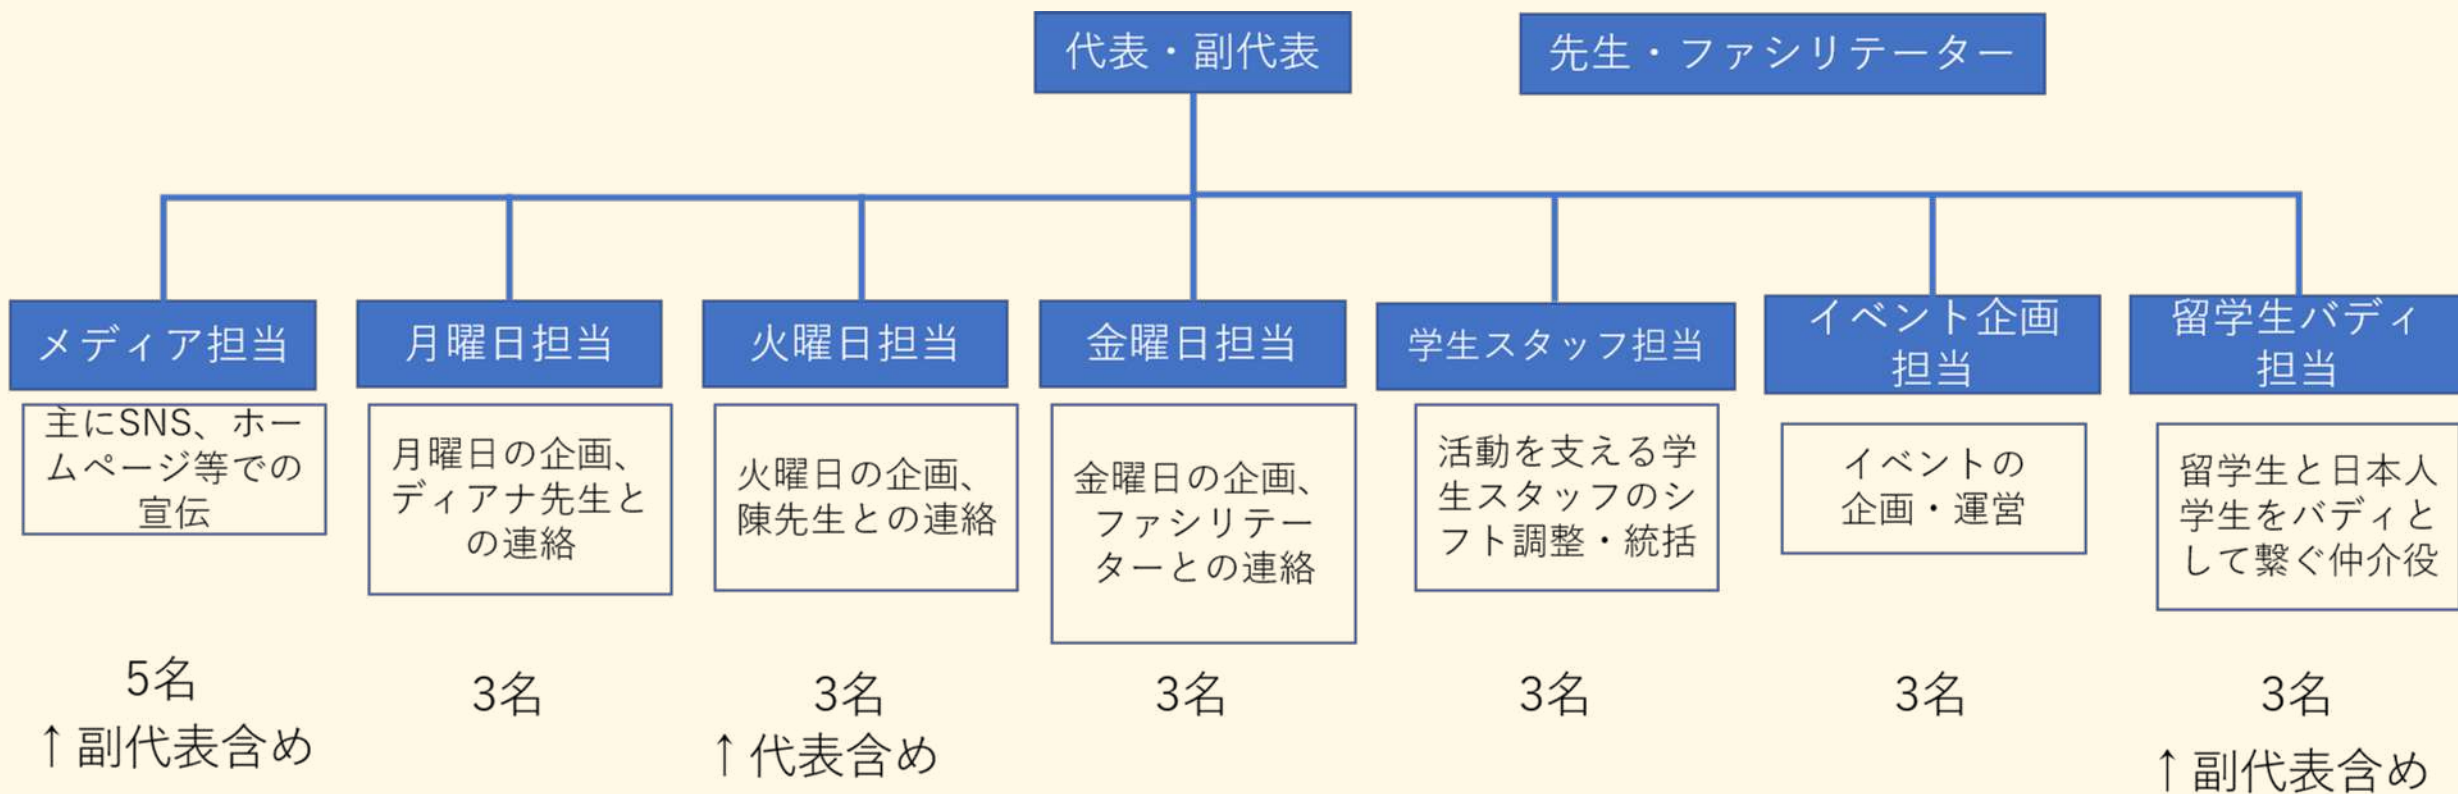 代表・副代表
先生・ファシリテーター
メディア担当
月曜日担当
火曜日担当
金曜日担当
学生スタッフ担当
イベント企画
担当
留学生バディ
担当
主にSNS、ホー
ムページ等での
宣伝
月曜日の企画、
ディアナ先生と
の連絡
火曜日の企画、
陳先生との連絡
金曜日の企画、
ファシリテー
ターとの連絡
活動を支える学
生スタッフのシ
フト調整・統括
イベントの
企画・運営
留学生と日本人
学生をバディと
して繋ぐ仲介役
5名
↑副代表含め
3名
3名
↑代表含め
3名
3名
3名
3名
↑副代表含め